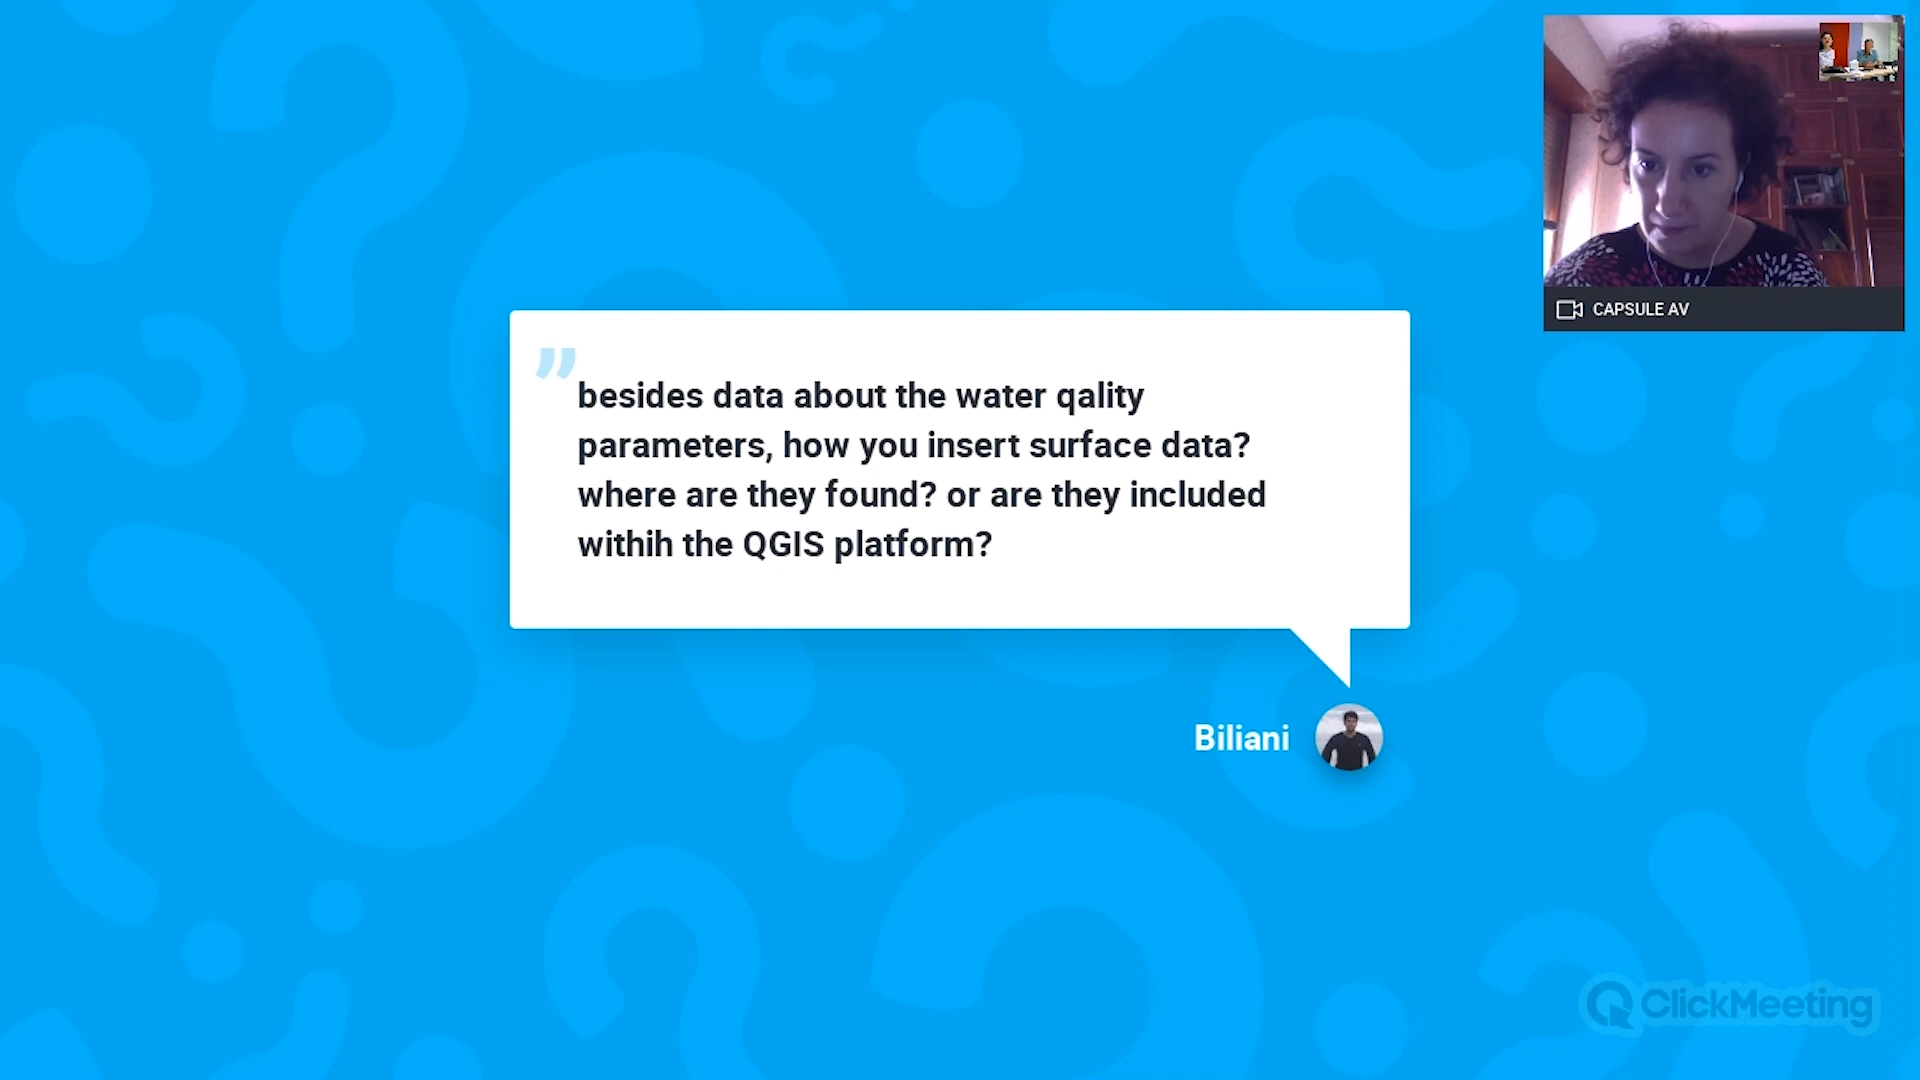 CAPSULE AV
besides data about the water qality
parameters, how you insert surface data?
where are they found? or are they included
withih the QGIS platform?
Biliani
ClickMeeting